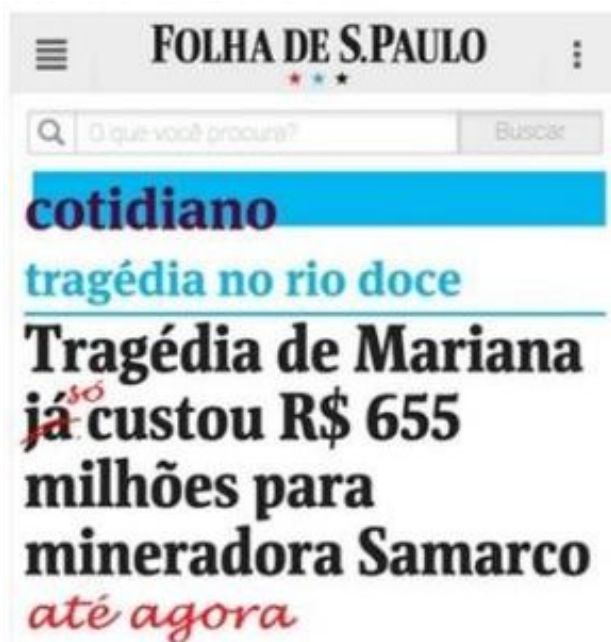 FOLHA DE S.PAULO
O que você procura? Buscar
cotidiano
tragédia no rio doce
Tragédia de Mariana
já só custou R$ 655
milhões para
mineradora Samarco
até agora